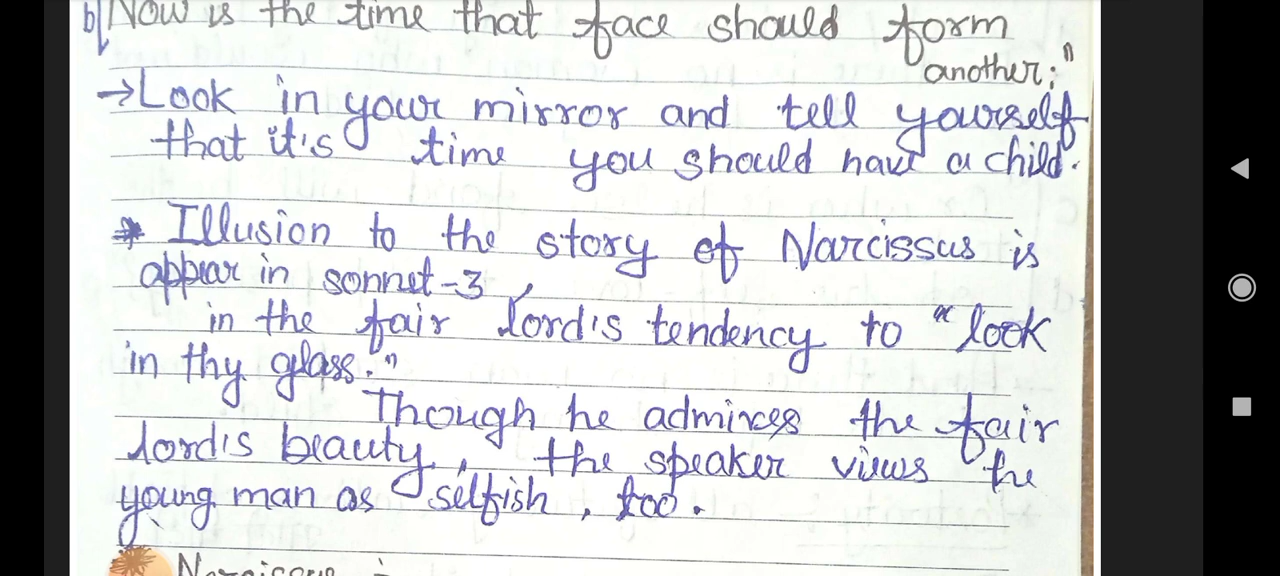 b) Now is the time that face should form
another;"
→Look in your mirror and tell yourself
that it's time you should have a child.
* Illusion to the story of Narcissus is
appear in sonnet-3,
in the fair lord's tendency to "look
in thy glass."
Though he admires the fair
lord's beauty, the speaker views the
young man as selfish, too.
Narcissus :